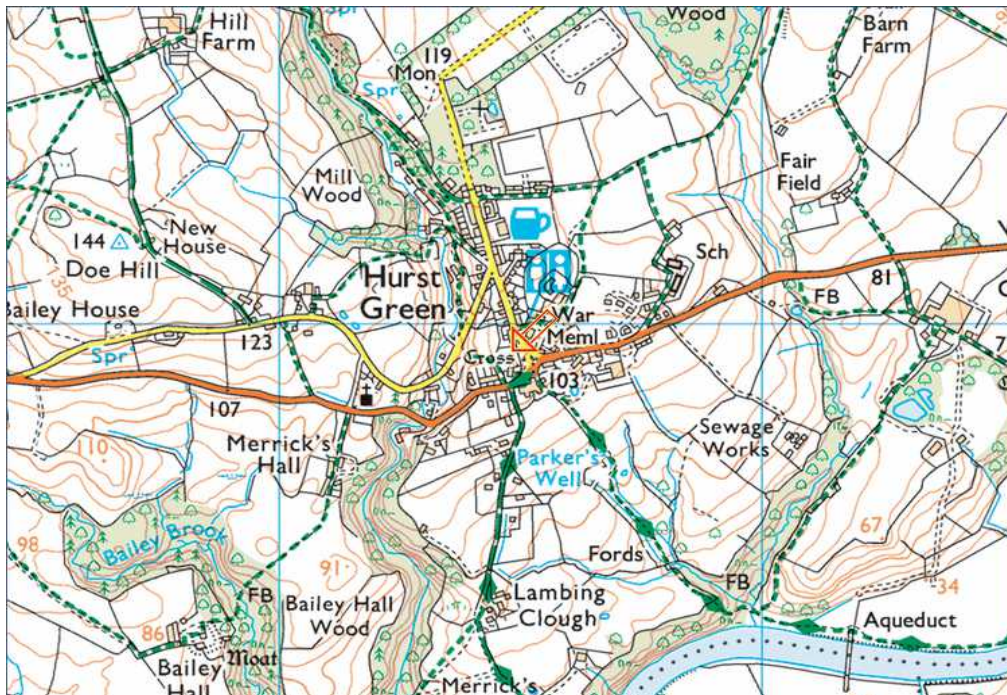 Hill
Farm
Spr
119
Mon
Spr
Wood
Barn
Farm
Mill
Wood
Fair
Field
New
House
144
Doe Hill
135
Bailey House
Spr
123
Hurst
Green
Sch
War
Meml
Cross
103
FB
81
107
110
Merrick's
Hall
Parker's
Well
Sewage
Works
67
Bailey Brook
98
91
FB
Bailey Hall
Wood
86
Moat
Bailey
Hall
Fords
FB
Lambing
Clough
34
Aqueduct
Merrick's